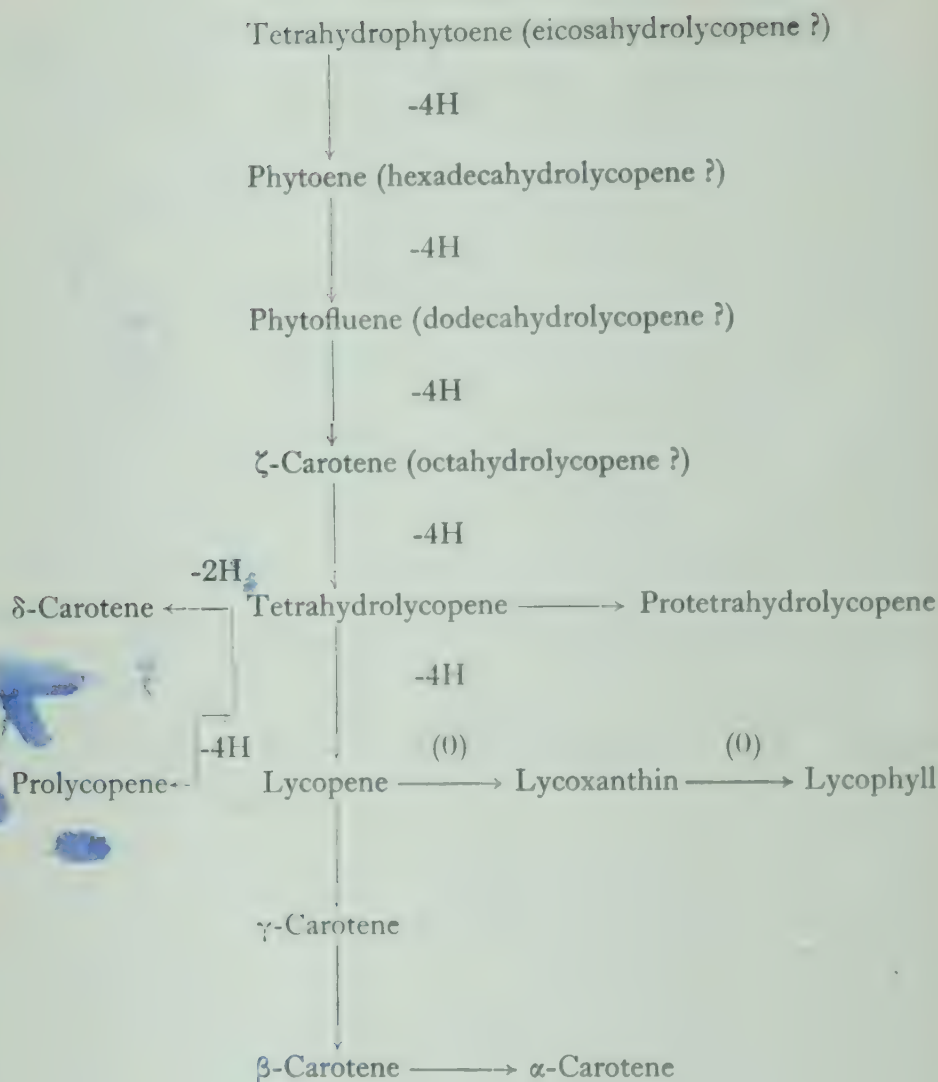 Tetrahydrophytoene (eicosahydrolycopene ?)
-4H
Phytoene (hexadecahydrolycopene ?)
-4H
Phytofluene (dodecahydrolycopene ?)
-4H
ζ-Carotene (octahydrolycopene ?)
-4H
-2H
δ-Carotene Tetrahydrolycopene Protetrahydrolycopene
-4H
-4H (O) (O)
Prolycopene Lycopene Lycoxanthin Lycophyll
γ-Carotene
β-Carotene α-Carotene